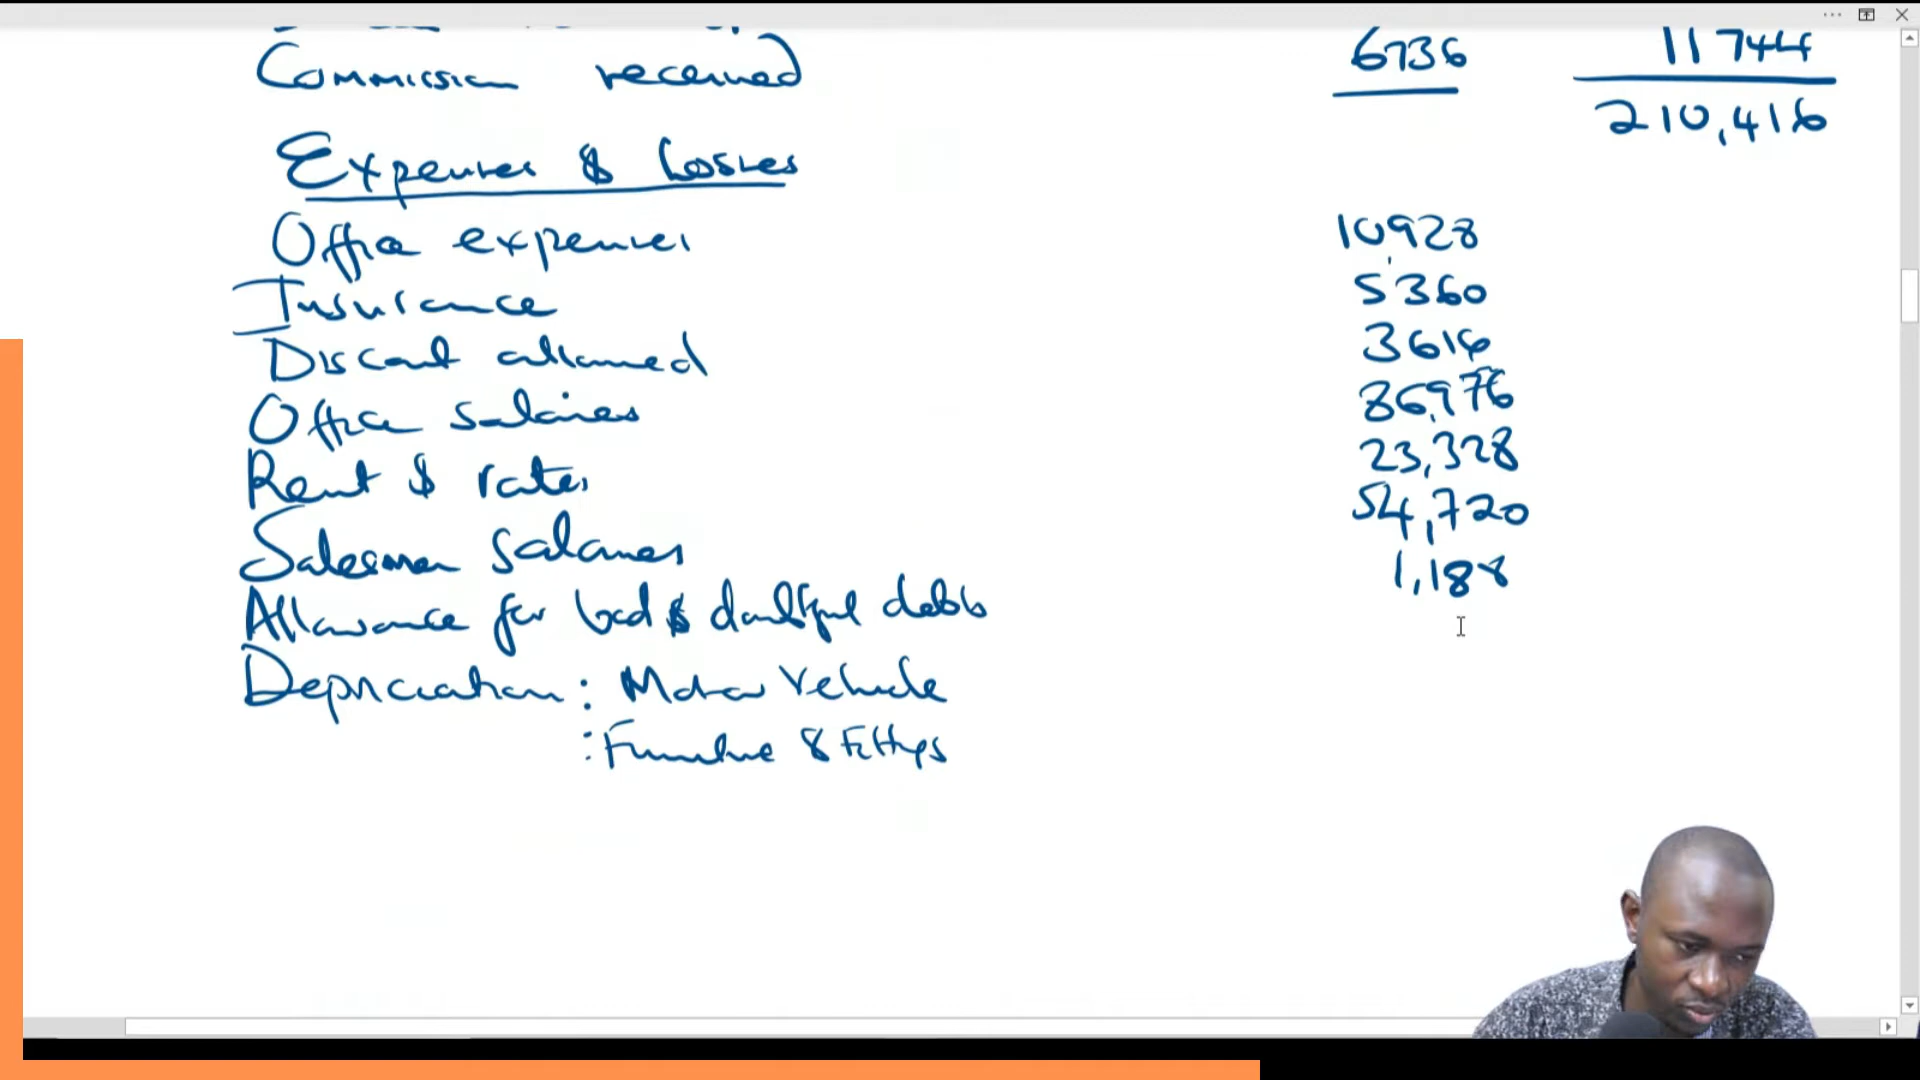 Commission received 6736 11744
210,416
Expenses & Losses
Office expenses 10928
Insurance 5360
Discount allowed 3616
Office salaries 36,976
Rent & rates 23,328
Salesmen salaries 54,720
Allowance for bad & doubtful debts 1,188
Depreciation : Motor Vehicle
: Furniture & Fittings